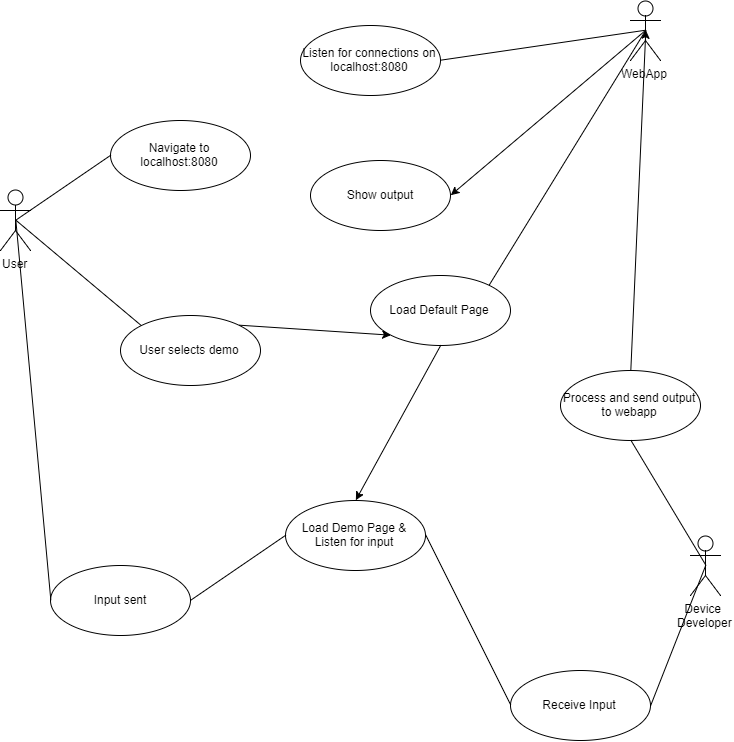 Listen for connections on
localhost:8080
WebApp
Navigate to
localhost:8080
Show output
User
Load Default Page
User selects demo
Process and send output
to webapp
Load Demo Page &
Listen for input
Input sent
Device
Developer
Receive Input